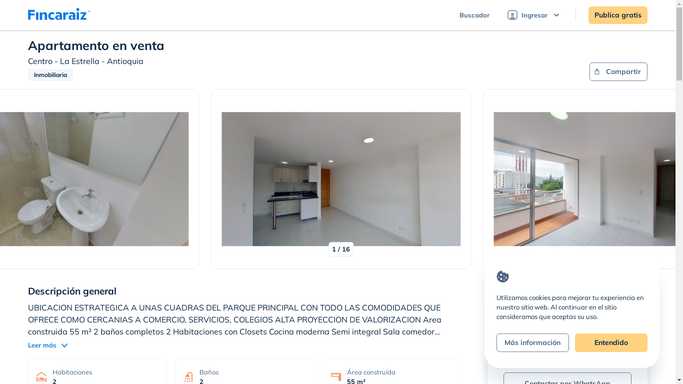 Fincaraiz
Buscador
Ingresar
Publica gratis
Apartamento en venta
Centro - La Estrella - Antioquia
Inmobiliaria
Compartir
1 / 16
Descripción general
UBICACION ESTRATEGICA A UNAS CUADRAS DEL PARQUE PRINCIPAL CON TODO LAS COMODIDADES QUE
OFRECE COMO CERCANIAS A COMERCIO, SERVICIOS, COLEGIOS ALTA PROYECCION DE VALORIZACION Area
construida 55 m² 2 baños completos 2 Habitaciones con Closets Cocina moderna Semi integral Sala comedor...
Leer más
Habitaciones
2
Baños
2
Área construida
55 m²
Utilizamos cookies para mejorar tu experiencia en
nuestro sitio web. Al continuar en el sitio
consideramos que aceptas su uso.
Más información
Entendido
Contactar por WhatsApp